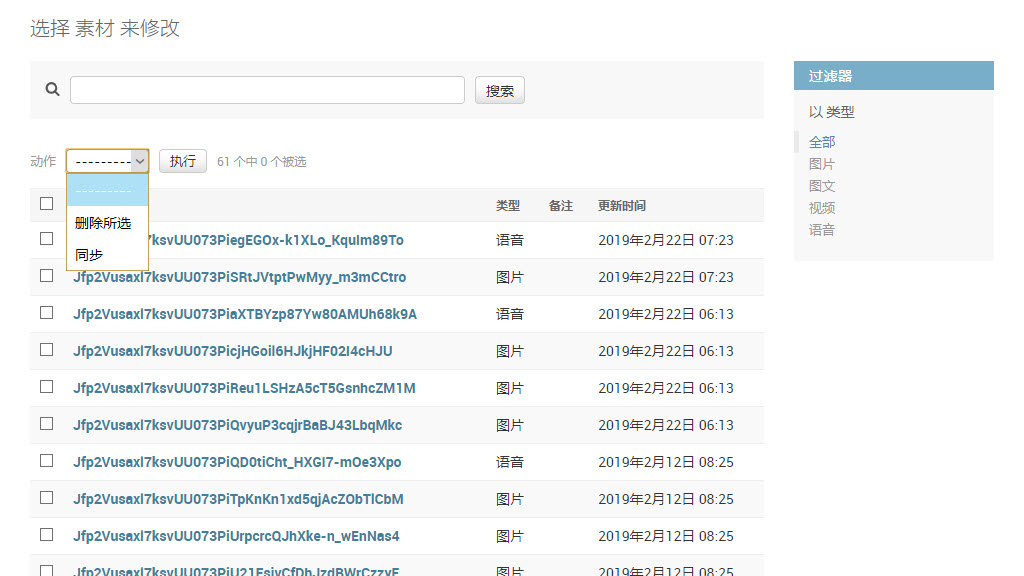 选择 素材 来修改
搜索
动作 --------- 执行 61 个中 0 个被选
---------
删除所选
同步
类型 备注 更新时间
7ksvUU073PiegEGOx-k1XLo_KquIm89To 语音 2019年2月22日 07:23
Jfp2Vusaxl7ksvUU073PiSRtJVtptPwMyy_m3mCCtro 图片 2019年2月22日 07:23
Jfp2Vusaxl7ksvUU073PiaXTBYzp87Yw80AMUh68k9A 语音 2019年2月22日 06:13
Jfp2Vusaxl7ksvUU073PicjHGoil6HJkjHF02I4cHJU 图片 2019年2月22日 06:13
Jfp2Vusaxl7ksvUU073PiReu1LSHzA5cT5GsnhcZM1M 图片 2019年2月22日 06:13
Jfp2Vusaxl7ksvUU073PiQvyuP3cqjrBaBJ43LbqMkc 图片 2019年2月22日 06:13
Jfp2Vusaxl7ksvUU073PiQD0tiCht_HXGI7-mOe3Xpo 语音 2019年2月12日 08:25
Jfp2Vusaxl7ksvUU073PiTpKnKn1xd5qjAcZObTlCbM 图片 2019年2月12日 08:25
Jfp2Vusaxl7ksvUU073PiUrpcrcQJhXke-n_wEnNas4 图片 2019年2月12日 08:25
图片 2019年2月12日 08:25
过滤器
以 类型
全部
图片
图文
视频
语音